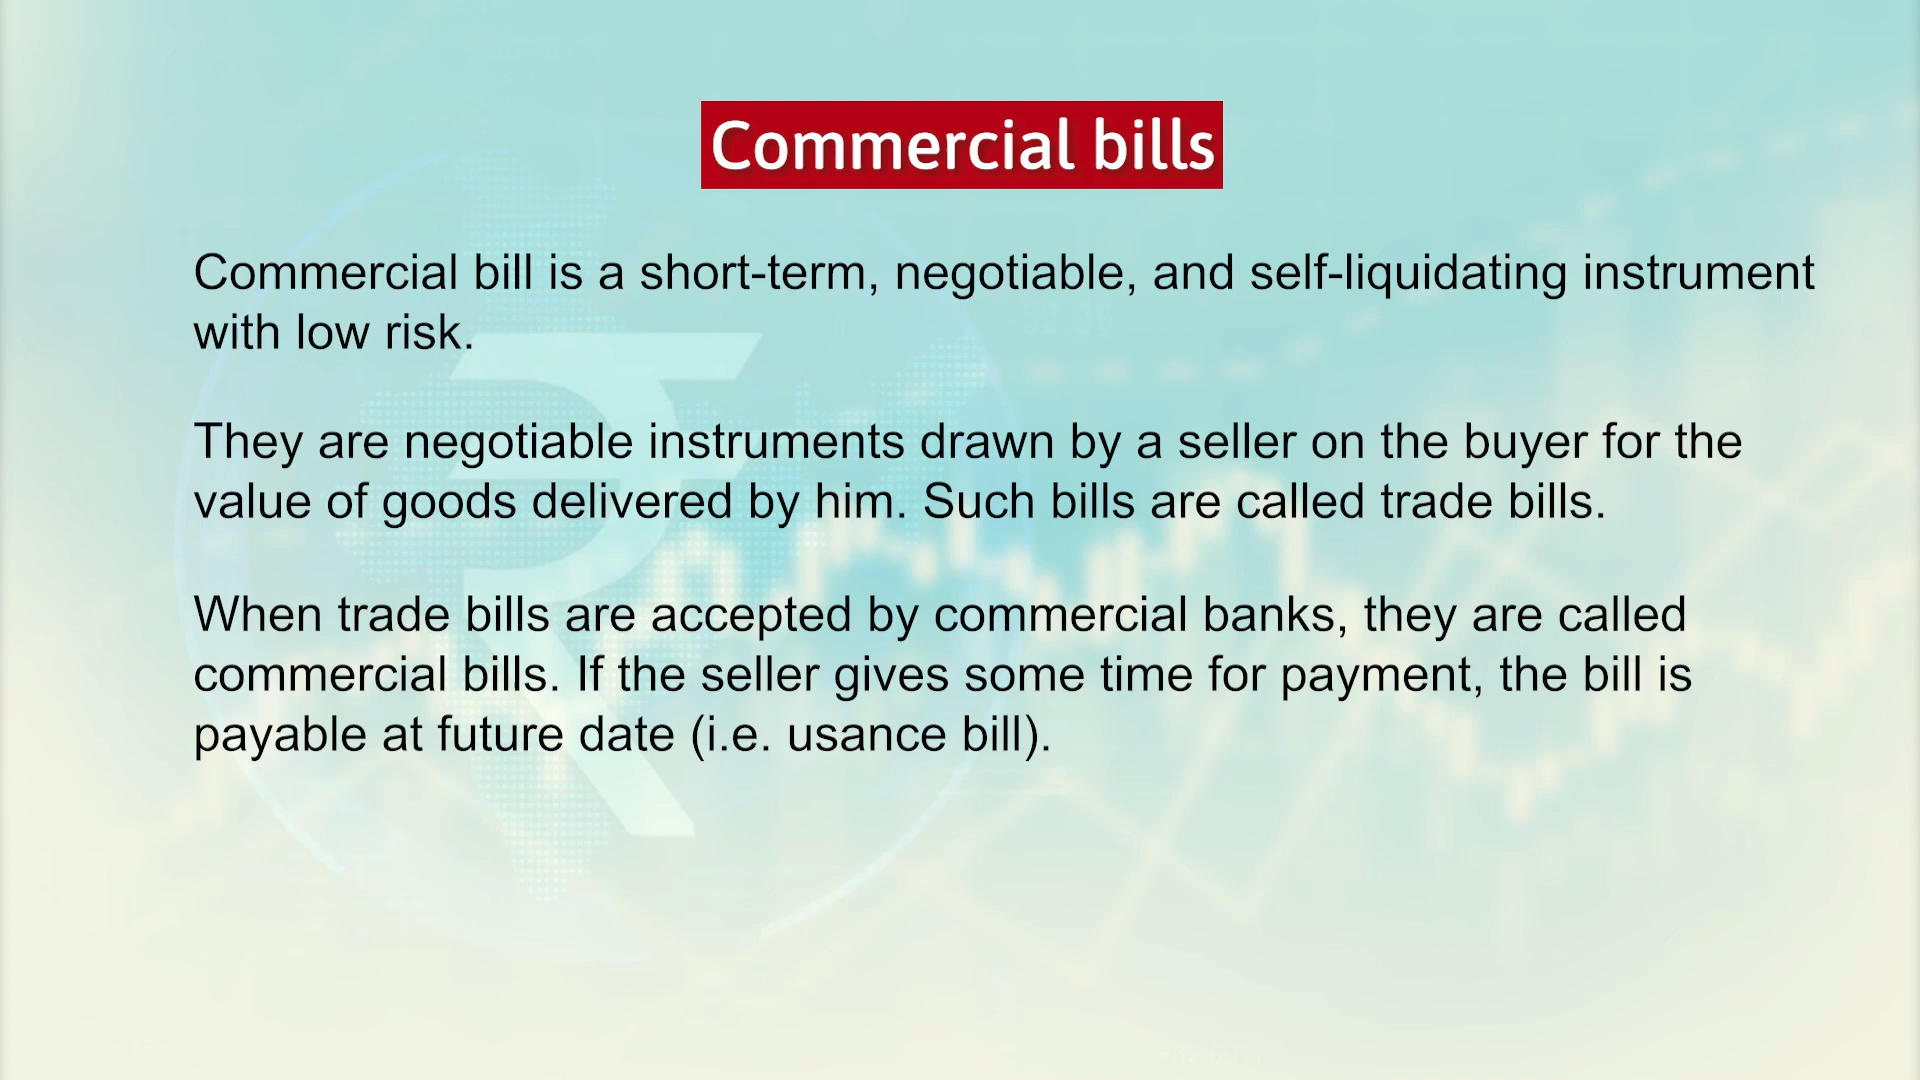 Commercial bills
Commercial bill is a short-term, negotiable, and self-liquidating instrument
with low risk.
They are negotiable instruments drawn by a seller on the buyer for the
value of goods delivered by him. Such bills are called trade bills.
When trade bills are accepted by commercial banks, they are called
commercial bills. If the seller gives some time for payment, the bill is
payable at future date (i.e. usance bill).